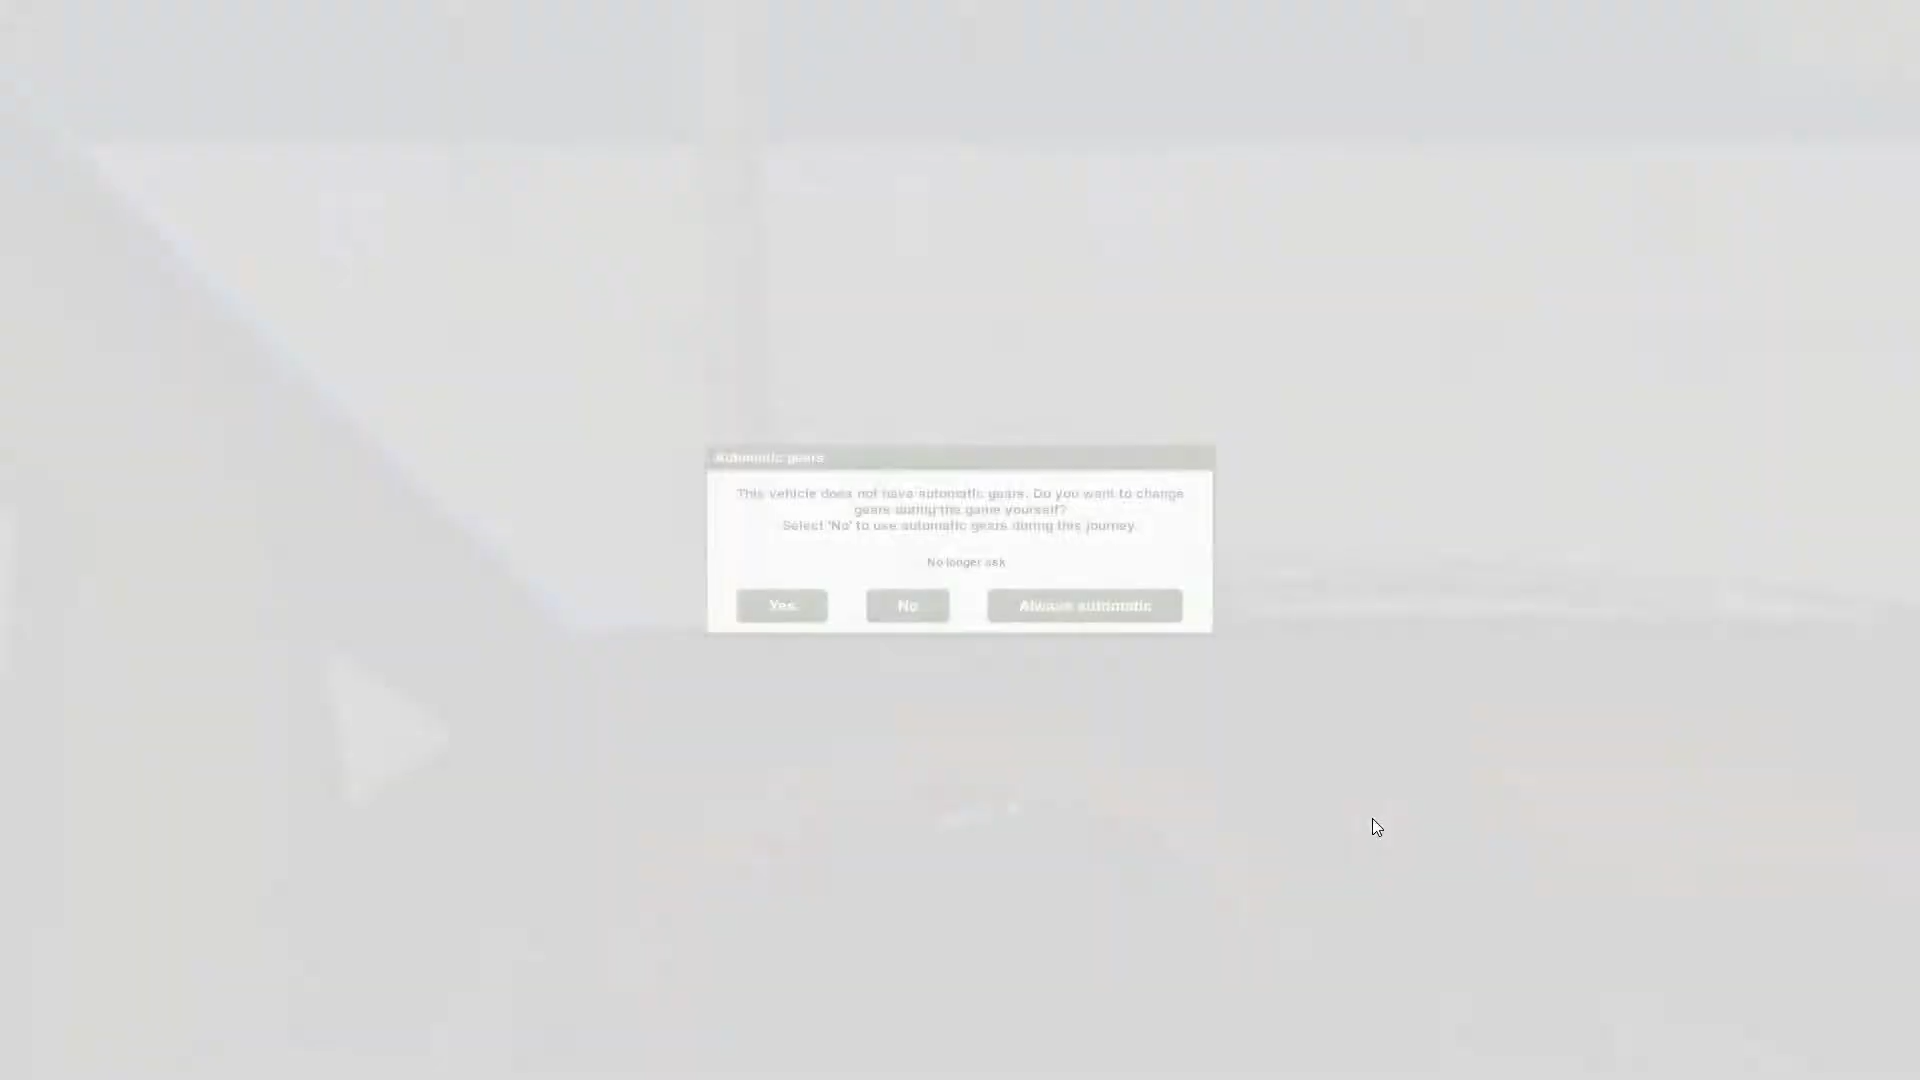 Automatic gears
This vehicle does not have automatic gears. Do you want to change
gears during the game yourself?
Select 'No' to use automatic gears during this journey.
No longer ask
Yes
No
Always automatic